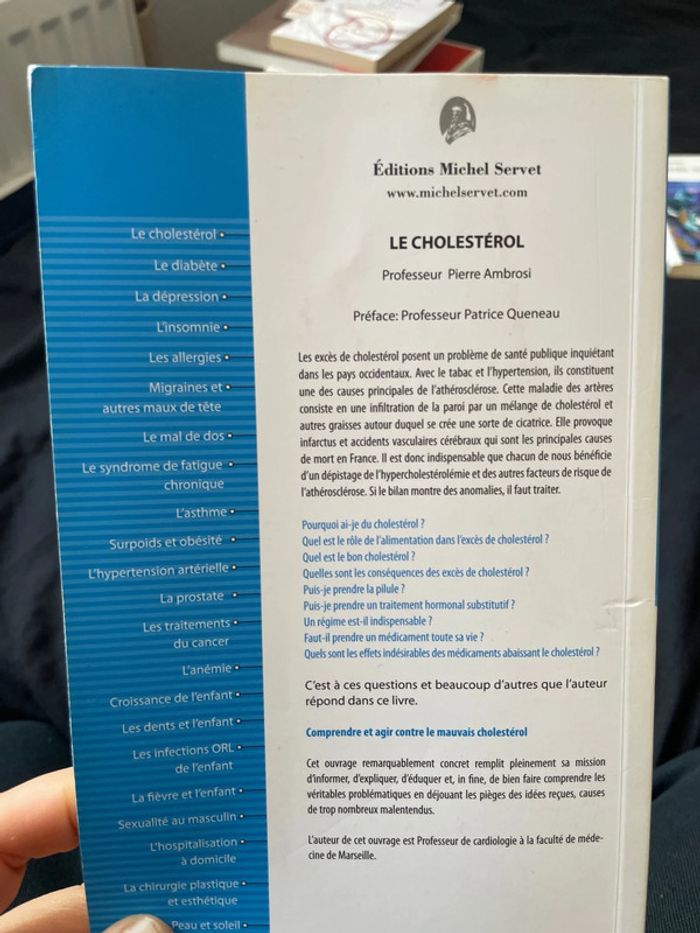 Éditions Michel Servet
www.michelservet.com
LE CHOLESTÉROL
Professeur Pierre Ambrosi
Préface: Professeur Patrice Queneau
Les excès de cholestérol posent un problème de santé publique inquiétant
dans les pays occidentaux. Avec le tabac et l'hypertension, ils constituent
une des causes principales de l'athérosclérose. Cette maladie des artères
consiste en une infiltration de la paroi par un mélange de cholestérol et
autres graisses autour duquel se crée une sorte de cicatrice. Elle provoque
infarctus et accidents vasculaires cérébraux qui sont les principales causes
de mort en France. Il est donc indispensable que chacun de nous bénéficie
d'un dépistage de l'hypercholestérolémie et des autres facteurs de risque de
l'athérosclérose. Si le bilan montre des anomalies, il faut traiter.
Pourquoi ai-je du cholestérol ?
Quel est le rôle de l'alimentation dans l'excès de cholestérol ?
Quel est le bon cholestérol ?
Quelles sont les conséquences des excès de cholestérol ?
Puis-je prendre la pilule ?
Puis-je prendre un traitement hormonal substitutif ?
Un régime est-il indispensable ?
Faut-il prendre un médicament toute sa vie ?
Quels sont les effets indésirables des médicaments abaissant le cholestérol ?
C'est à ces questions et beaucoup d'autres que l'auteur
répond dans ce livre.
Comprendre et agir contre le mauvais cholestérol
Cet ouvrage remarquablement concret remplit pleinement sa mission
d'informer, d'expliquer, d'éduquer et, in fine, de bien faire comprendre les
véritables problématiques en déjouant les pièges des idées reçues, causes
de trop nombreux malentendus.
L'auteur de cet ouvrage est Professeur de cardiologie à la faculté de méde-
cine de Marseille.
Le cholestérol •
Le diabète •
La dépression •
L'insomnie •
Les allergies •
Migraines et •
autres maux de tête
Le mal de dos •
Le syndrome de fatigue •
chronique
L'asthme •
Surpoids et obésité •
L'hypertension artérielle •
La prostate •
Les traitements •
du cancer
L'anémie •
Croissance de l'enfant •
Les dents et l'enfant •
Les infections ORL •
de l'enfant
La fièvre et l'enfant •
Sexualité au masculin •
L'hospitalisation •
à domicile
La chirurgie plastique •
et esthétique
Peau et soleil •